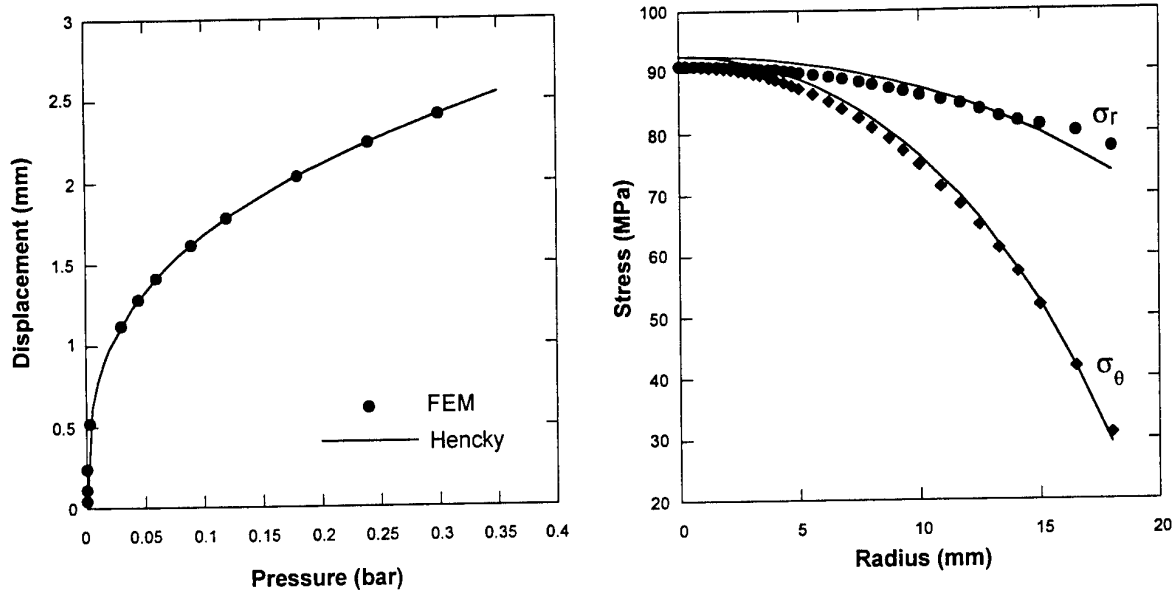 3
2.5
2
1.5
1
0.5
0
Displacement (mm)
FEM
Hencky
0 0.05 0.1 0.15 0.2 0.25 0.3 0.35 0.4
Pressure (bar)
100
90
80
70
60
50
40
30
20
Stress (MPa)
σr
σθ
0 5 10 15 20
Radius (mm)